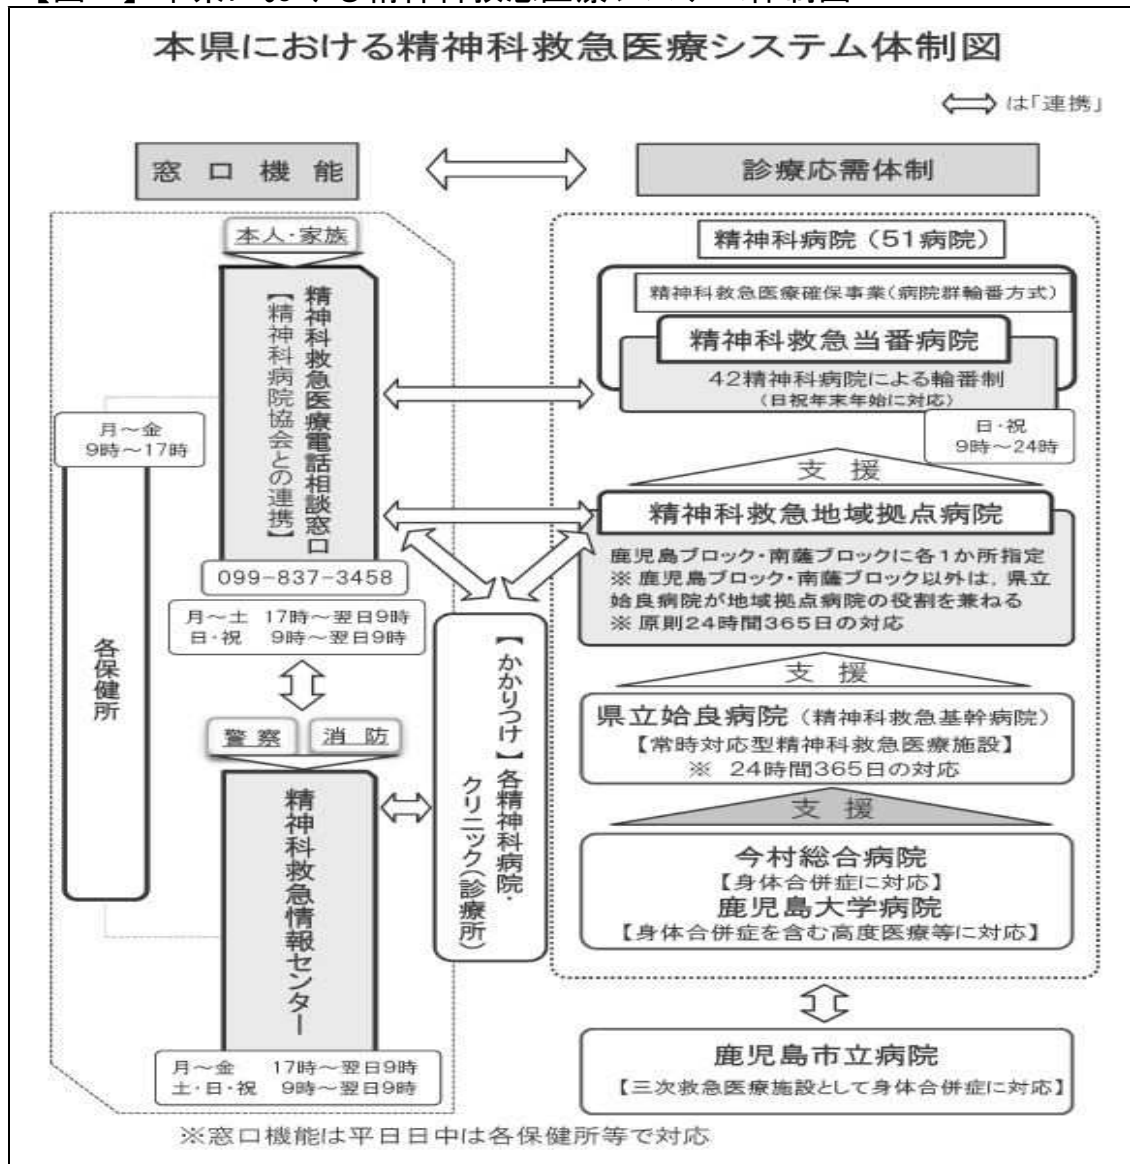 本県における精神科救急医療システム体制図
は「連携」
窓口機能
診療応需体制
本人・家族
精神科救急医療電話相談窓口
【精神科病院協会との連携】
099-837-3458
月～土 17時～翌日9時
日・祝 9時～翌日9時
月～金
9時～17時
各保健所
警察
消防
精神科救急情報センター
月～金 17時～翌日9時
土・日・祝 9時～翌日9時
【かかりつけ】各精神科病院・
クリニック(診療所)
精神科病院(51病院)
精神科救急医療確保事業(病院群輪番方式)
精神科救急当番病院
42精神科病院による輪番制
(日祝年末年始に対応)
日・祝
9時～24時
支援
精神科救急地域拠点病院
鹿児島ブロック・南薩ブロックに各1か所指定
※ 鹿児島ブロック・南薩ブロック以外は，県立
姶良病院が地域拠点病院の役割を兼ねる
※ 原則24時間365日の対応
支援
県立姶良病院(精神科救急基幹病院)
【常時対応型精神科救急医療施設】
※ 24時間365日の対応
支援
今村総合病院
【身体合併症に対応】
鹿児島大学病院
【身体合併症を含む高度医療等に対応】
鹿児島市立病院
【三次救急医療施設として身体合併症に対応】
※窓口機能は平日日中は各保健所等で対応